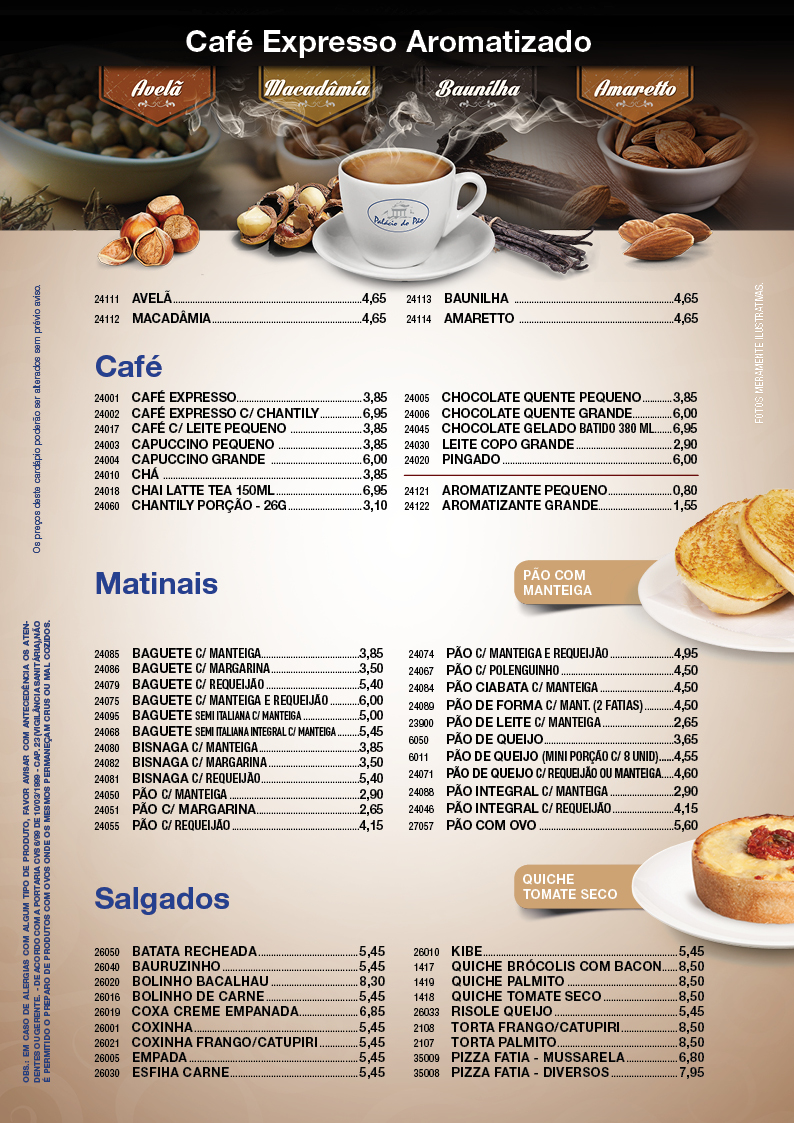 Café Expresso Aromatizado
Avelã
Macadâmia
Baunilha
Amaretto
Palácio do Pão
24111 AVELÃ 4,65
24112 MACADÂMIA 4,65
24113 BAUNILHA 4,65
24114 AMARETTO 4,65
Café
24001 CAFÉ EXPRESSO 3,85
24002 CAFÉ EXPRESSO C/ CHANTILY 6,95
24017 CAFÉ C/ LEITE PEQUENO 3,85
24003 CAPUCCINO PEQUENO 3,85
24004 CAPUCCINO GRANDE 6,00
24010 CHÁ 3,85
24018 CHAI LATTE TEA 150ML 6,95
24060 CHANTILY PORÇÃO - 26G 3,10
24005 CHOCOLATE QUENTE PEQUENO 3,85
24006 CHOCOLATE QUENTE GRANDE 6,00
24045 CHOCOLATE GELADO BATIDO 380 ML 6,95
24030 LEITE COPO GRANDE 2,90
24020 PINGADO 6,00
24121 AROMATIZANTE PEQUENO 0,80
24122 AROMATIZANTE GRANDE 1,55
Matinais
PÃO COM
MANTEIGA
24085 BAGUETE C/ MANTEIGA 3,85
24086 BAGUETE C/ MARGARINA 3,50
24079 BAGUETE C/ REQUEIJÃO 5,40
24075 BAGUETE C/ MANTEIGA E REQUEIJÃO 6,00
24095 BAGUETE SEMI ITALIANA C/ MANTEIGA 5,00
24068 BAGUETE SEMI ITALIANA INTEGRAL C/ MANTEIGA 5,45
24080 BISNAGA C/ MANTEIGA 3,85
24082 BISNAGA C/ MARGARINA 3,50
24081 BISNAGA C/ REQUEIJÃO 5,40
24050 PÃO C/ MANTEIGA 2,90
24051 PÃO C/ MARGARINA 2,65
24055 PÃO C/ REQUEIJÃO 4,15
24074 PÃO C/ MANTEIGA E REQUEIJÃO 4,95
24067 PÃO C/ POLENGUINHO 4,50
24084 PÃO CIABATA C/ MANTEIGA 4,50
24089 PÃO DE FORMA C/ MANT. (2 FATIAS) 4,50
23900 PÃO DE LEITE C/ MANTEIGA 2,65
6050 PÃO DE QUEIJO 3,65
6011 PÃO DE QUEIJO (MINI PORÇÃO C/ 8 UNID) 4,55
24071 PÃO DE QUEIJO C/ REQUEIJÃO OU MANTEIGA 4,60
24088 PÃO INTEGRAL C/ MANTEIGA 2,90
24046 PÃO INTEGRAL C/ REQUEIJÃO 4,15
27057 PÃO COM OVO 5,60
Salgados
QUICHE
TOMATE SECO
26050 BATATA RECHEADA 5,45
26040 BAURUZINHO 5,45
26020 BOLINHO BACALHAU 8,30
26016 BOLINHO DE CARNE 5,45
26019 COXA CREME EMPANADA 6,85
26001 COXINHA 5,45
26021 COXINHA FRANGO/CATUPIRI 5,45
26005 EMPADA 5,45
26030 ESFIHA CARNE 5,45
26010 KIBE 5,45
1417 QUICHE BRÓCOLIS COM BACON 8,50
1419 QUICHE PALMITO 8,50
1418 QUICHE TOMATE SECO 8,50
26033 RISOLE QUEIJO 5,45
2108 TORTA FRANGO/CATUPIRI 8,50
2107 TORTA PALMITO 8,50
35009 PIZZA FATIA - MUSSARELA 6,80
35008 PIZZA FATIA - DIVERSOS 7,95
Os preços deste cardápio poderão ser alterados sem prévio aviso.
OBS.: EM CASO DE ALERGIAS COM ALGUM TIPO DE PRODUTO, FAVOR AVISAR COM ANTECEDÊNCIA OS ATEN-
DENTES OU GERENTE. - DE ACORDO COM A PORTARIA CVS 6/99 DE 10/03/1999 - CAP. 23 (VIGILÂNCIA SANITÁRIA), NÃO
É PERMITIDO O PREPARO DE PRODUTOS COM OVOS ONDE OS MESMOS PERMANEÇAM CRUS OU MAL COZIDOS.
FOTOS MERAMENTE ILUSTRATIVAS.